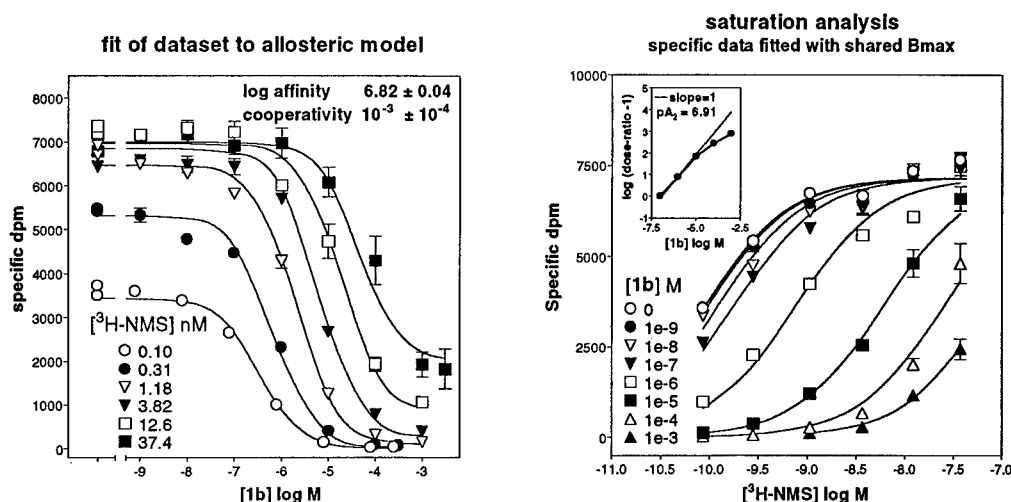 fit of dataset to allosteric model
log affinity 6.82 ± 0.04
cooperativity 10⁻³ ± 10⁻⁴
specific dpm
8000
7000
6000
5000
4000
3000
2000
1000
0
[³H-NMS] nM
0.10
0.31
1.18
3.82
12.6
37.4
-9 -8 -7 -6 -5 -4 -3
[1b] log M
saturation analysis
specific data fitted with shared Bmax
Specific dpm
10000
7500
5000
2500
0
log (dose-ratio -1)
5
4
3
2
1
0
-1
slope=1
pA₂ = 6.91
-7.5 -5.0 -2.5
[1b] log M
[1b] M
0
1e-9
1e-8
1e-7
1e-6
1e-5
1e-4
1e-3
-11.0 -10.0 -9.5 -9.0 -8.5 -8.0 -7.5 -7.0
[³H-NMS] log M